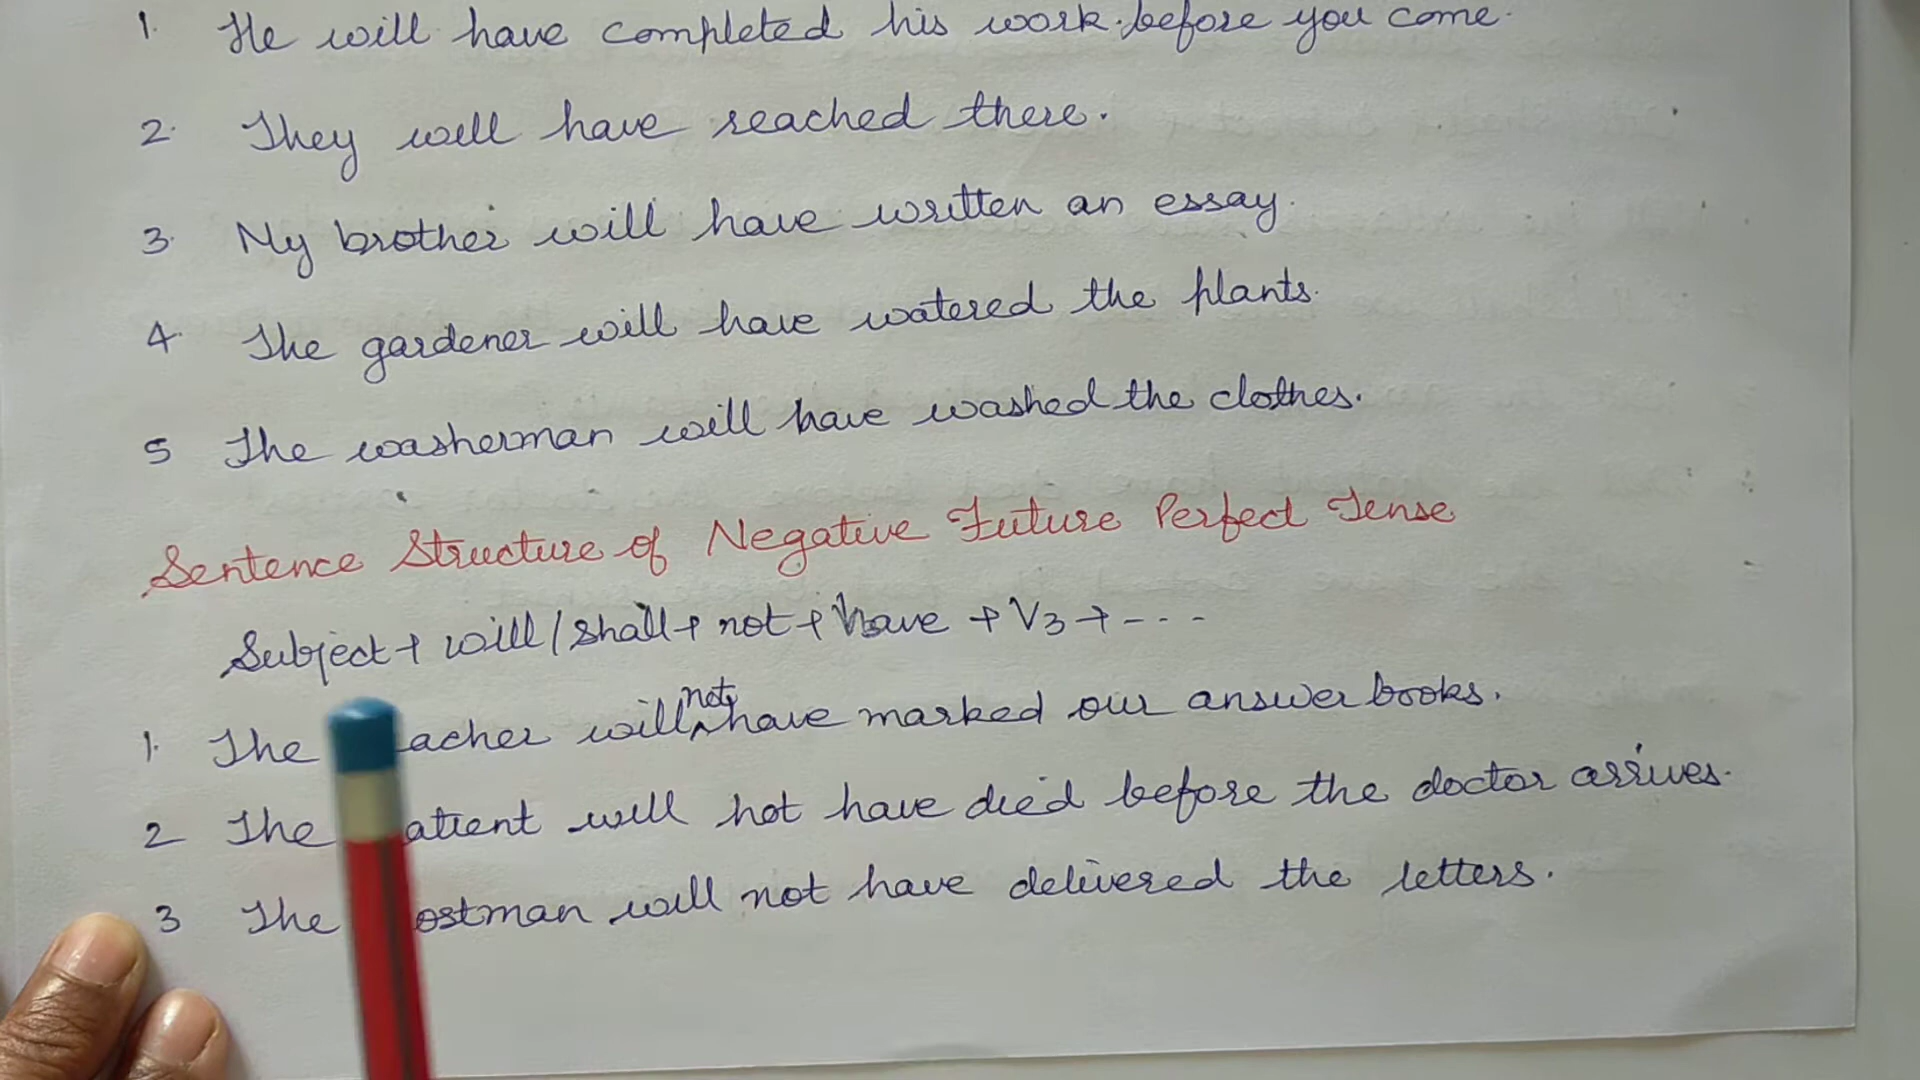 1. He will have completed his work before you come.
2. They will have reached there.
3. My brother will have written an essay.
4. The gardener will have watered the plants.
5 The washerman will have washed the clothes.
Sentence Structure of Negative Future Perfect Tense
Subject + will / shall + not + have + V3 + - - -
1. The acher will not have marked our answer books.
2 The atient will not have died before the doctor arrives.
3 The ostman will not have delivered the letters.